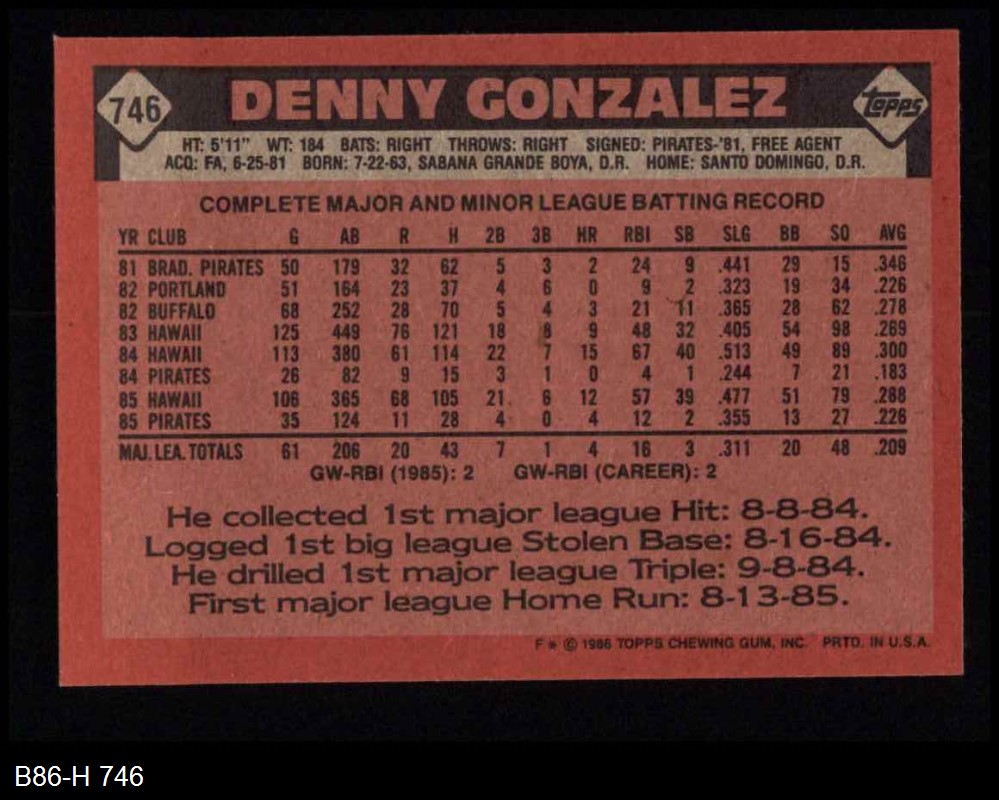 746
DENNY GONZALEZ
Topps
HT: 5'11" WT: 184 BATS: RIGHT THROWS: RIGHT SIGNED: PIRATES-'81, FREE AGENT
ACQ: FA, 6-25-81 BORN: 7-22-63, SABANA GRANDE BOYA, D.R. HOME: SANTO DOMINGO, D.R.
COMPLETE MAJOR AND MINOR LEAGUE BATTING RECORD
YR CLUB G AB R H 2B 3B HR RBI SB SLG BB SO AVG
81 BRAD. PIRATES 50 179 32 62 5 3 2 24 9 .441 29 15 .346
82 PORTLAND 51 164 23 37 4 6 0 9 2 .323 19 34 .226
82 BUFFALO 68 252 28 70 5 4 3 21 11 .365 28 62 .278
83 HAWAII 125 449 76 121 18 8 9 48 32 .405 54 98 .269
84 HAWAII 113 380 61 114 22 7 15 67 40 .513 49 89 .300
84 PIRATES 26 82 9 15 3 1 0 4 1 .244 7 21 .183
85 HAWAII 106 365 68 105 21 6 12 57 39 .477 51 79 .288
85 PIRATES 35 124 11 28 4 0 4 12 2 .355 13 27 .226
MAJ. LEA. TOTALS 61 206 20 43 7 1 4 16 3 .311 20 48 .209
GW-RBI (1985): 2 GW-RBI (CAREER): 2
He collected 1st major league Hit: 8-8-84.
Logged 1st big league Stolen Base: 8-16-84.
He drilled 1st major league Triple: 9-8-84.
First major league Home Run: 8-13-85.
F * © 1986 TOPPS CHEWING GUM, INC. PRTD. IN U.S.A.
B86-H 746